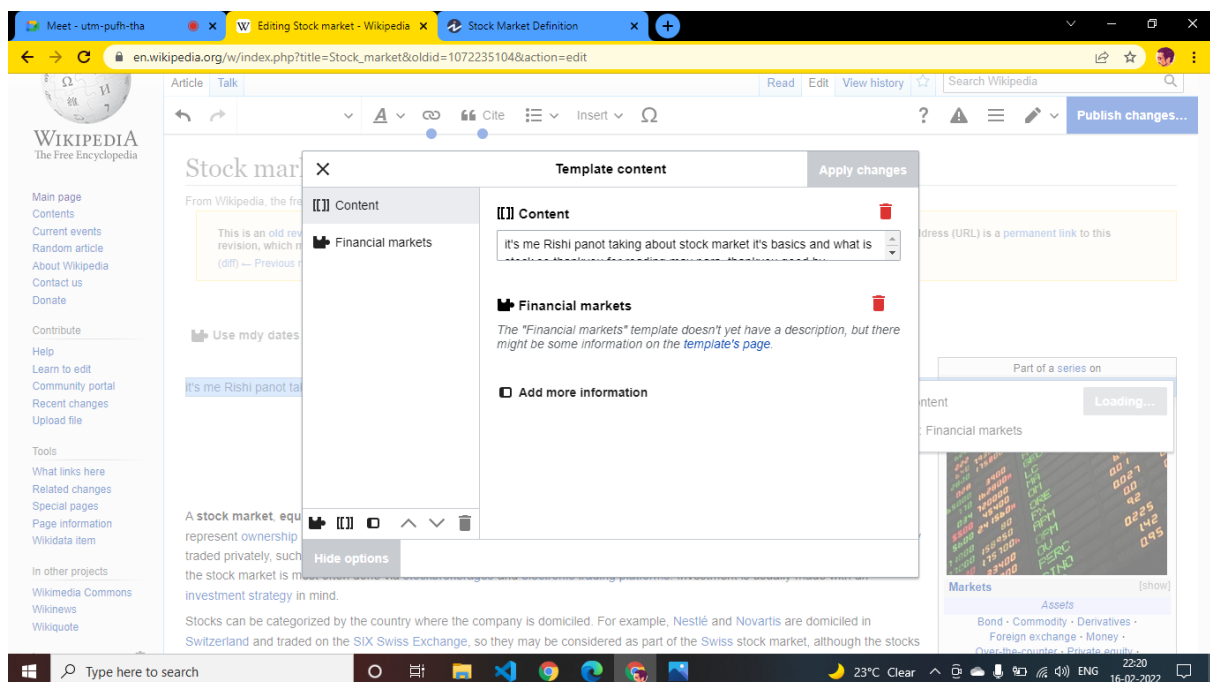 Meet - utm-pufh-tha
Editing Stock market - Wikipedia
Stock Market Definition
en.wikipedia.org/w/index.php?title=Stock_market&oldid=1072235104&action=edit
Article Talk Read Edit View history Search Wikipedia
Cite Insert Ω ? Publish changes...
WIKIPEDIA
The Free Encyclopedia
Main page
Contents
Current events
Random article
About Wikipedia
Contact us
Donate
Contribute
Help
Learn to edit
Community portal
Recent changes
Upload file
Tools
What links here
Related changes
Special pages
Page information
Wikidata item
In other projects
Wikimedia Commons
Wikinews
Wikiquote
Stock mar
From Wikipedia, the fre
This is an old rev
revision, which m
(diff) ← Previous r
dress (URL) is a permanent link to this
Use mdy dates
it's me Rishi panot tal
Template content
Apply changes
[[]] Content
Financial markets
[[]] Content
it's me Rishi panot taking about stock market it's basics and what is
Financial markets
The "Financial markets" template doesn't yet have a description, but there
might be some information on the template's page.
Add more information
Hide options
Part of a series on
ntent
Loading...
: Financial markets
A stock market, equ
represent ownership
traded privately, such
the stock market is m
investment strategy in mind.
Stocks can be categorized by the country where the company is domiciled. For example, Nestlé and Novartis are domiciled in
Switzerland and traded on the SIX Swiss Exchange, so they may be considered as part of the Swiss stock market, although the stocks
Markets [show]
Assets
Bond · Commodity · Derivatives ·
Foreign exchange · Money ·
Over-the-counter · Private equity ·
Type here to search
23°C Clear
ENG
22:20
16-02-2022